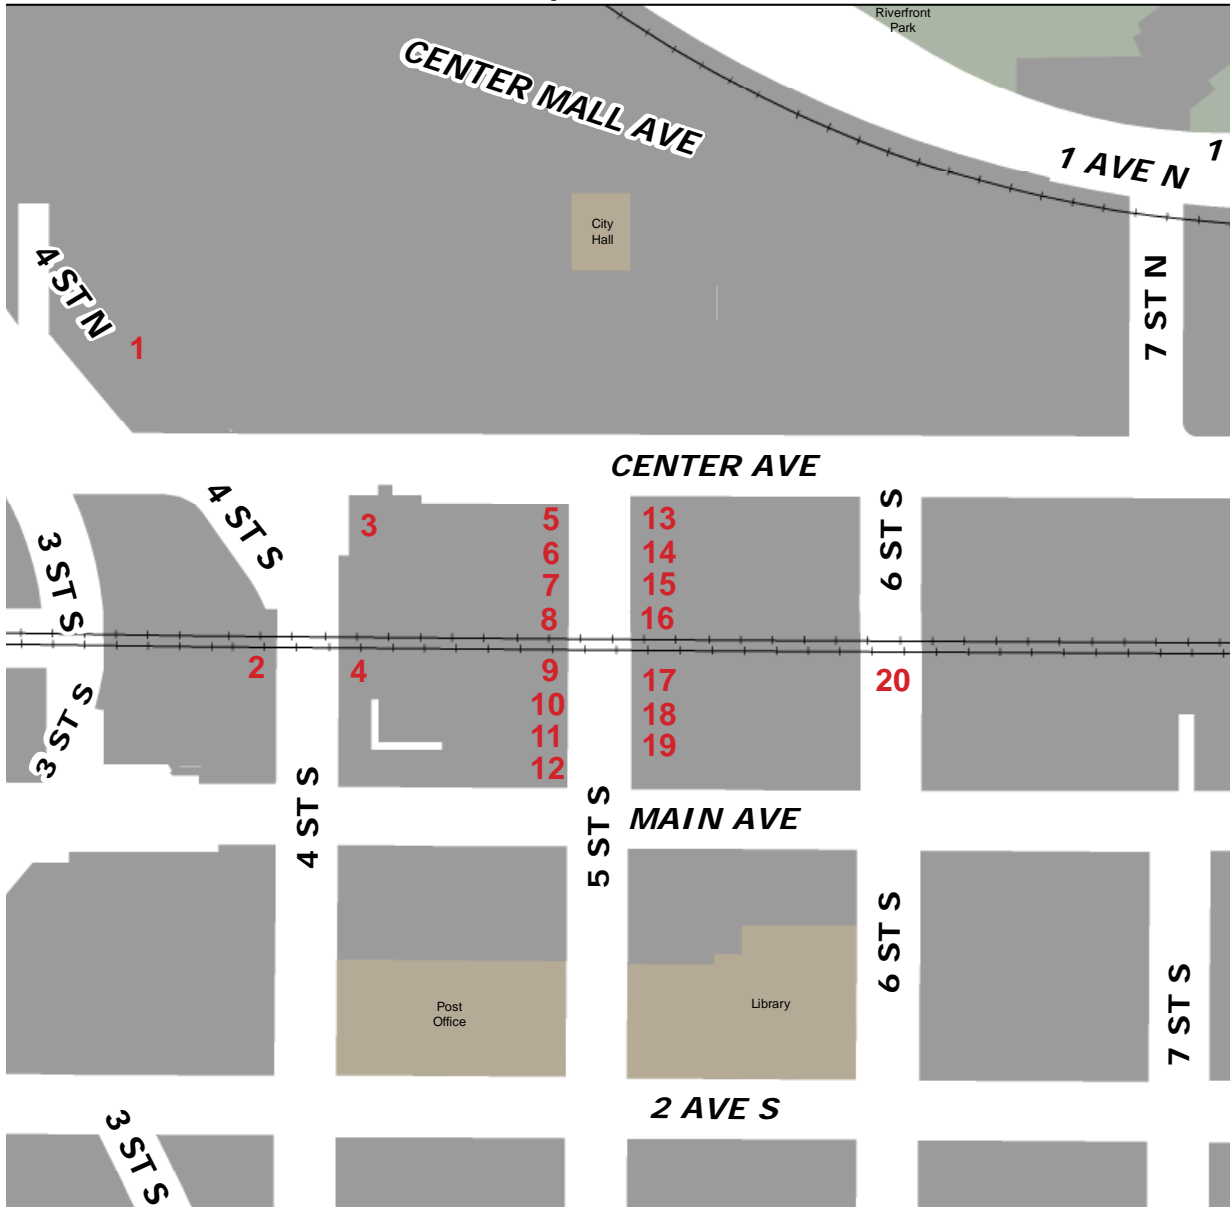 Riverfront
Park
CENTER MALL AVE
1 AVE N
1
City
Hall
4 ST N
7 ST N
1
CENTER AVE
4 ST S
3 ST S
3
5
13
6 ST S
6
14
7
15
8
16
2
4
9
17
20
10
18
11
19
12
3 ST S
4 ST S
5 ST S
MAIN AVE
6 ST S
Post
Office
Library
7 ST S
2 AVE S
3 ST S